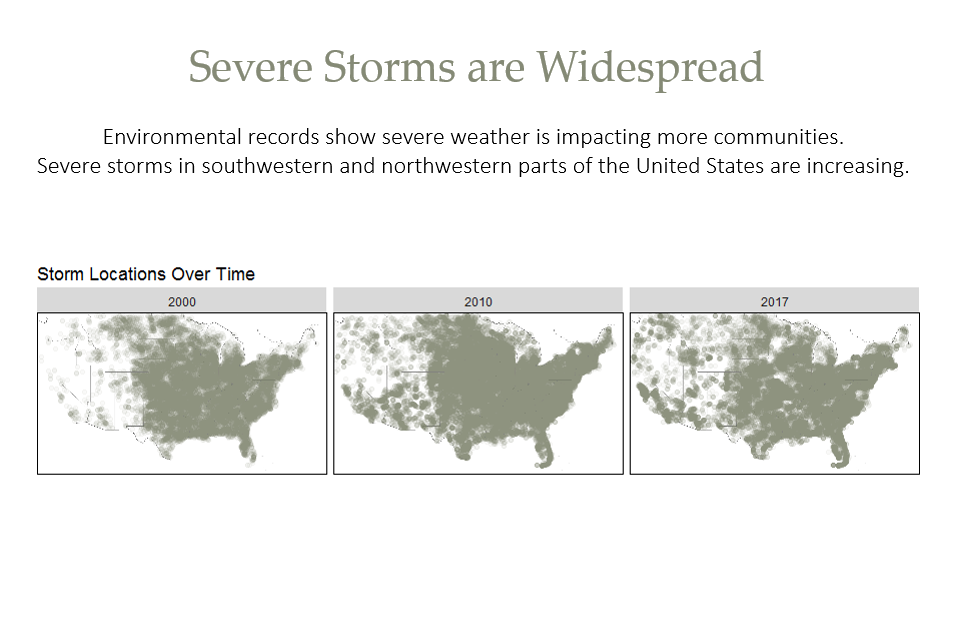 Severe Storms are Widespread
Environmental records show severe weather is impacting more communities.
Severe storms in southwestern and northwestern parts of the United States are increasing.
Storm Locations Over Time
2000
2010
2017